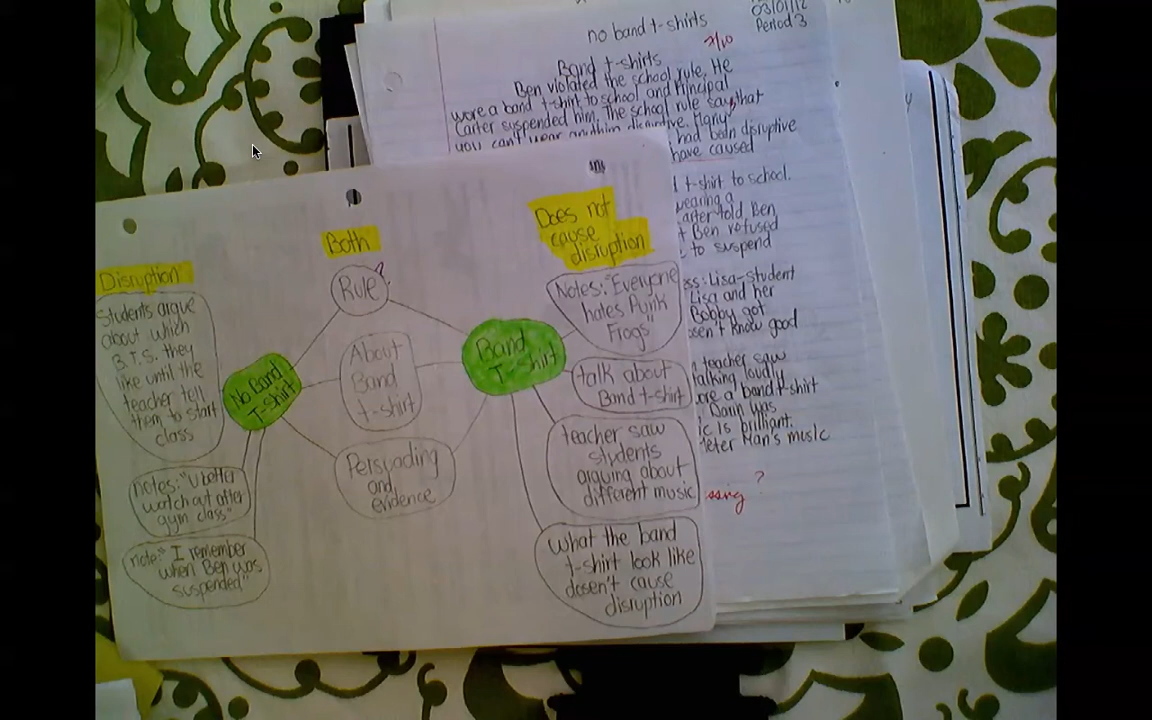 no band t-shirts
03/01/12
Period 3
Band t-shirts
Ben violated the school rule. He
wore a band t-shirt to school and Principal
Carter suspended him. The school rule says that
you can't wear anything disruptive. Many
had bean disruptive
have caused
t-shirt to school.
wearing a
Carter told Ben
Ben refused
to suspend
Lisa-student
Lisa and her
Bobby got
dosen't know good
teacher saw
talking loudly
wore a band t-shirt
Darin was
is brilliant.
Peter Man's music
?
Disruption
Students argue
about which
B.T.S. they
like until the
teacher tell
them to start
class
notes: "U better
watch out after
gym class"
note: "I remember
when Ben was
suspended"
No Band
T-shirt
Both
Rule
?
About
Band
t-shirt
Persuading
and
evidence
Band
T-Shirt
Does not
cause
disruption
Notes: "Everyone
hates Punk
Frogs"
talk about
Band t-shirt
teacher saw
students
arguing about
different music
What the band
t-shirt look like
dosen't cause
disruption